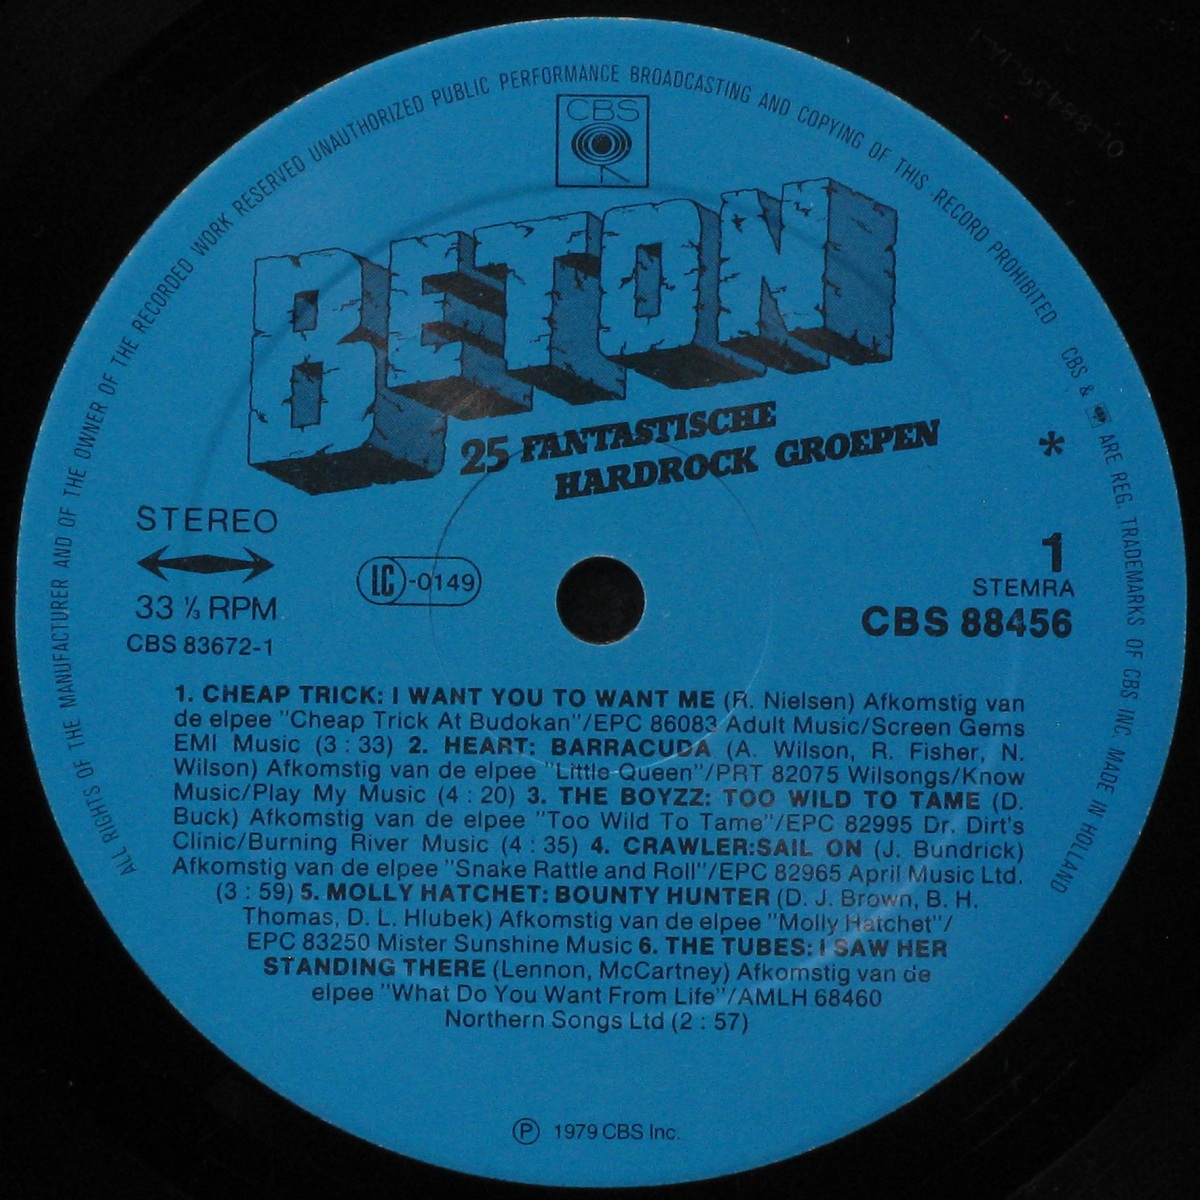 ALL RIGHTS OF THE MANUFACTURER AND OF THE OWNER OF THE RECORDED WORK RESERVED UNAUTHORIZED PUBLIC PERFORMANCE BROADCASTING AND COPYING OF THIS RECORD PROHIBITED
CBS & ARE REG. TRADEMARKS OF CBS INC. MADE IN HOLLAND
CBS
BETON
25 FANTASTISCHE
HARDROCK GROEPEN
*
STEREO
33 ⅓ RPM
CBS 83672-1
LC-0149
1
STEMRA
CBS 88456
1. CHEAP TRICK: I WANT YOU TO WANT ME (R. Nielsen) Afkomstig van
de elpee "Cheap Trick At Budokan"/EPC 86083 Adult Music/Screen Gems
EMI Music (3 : 33) 2. HEART: BARRACUDA (A. Wilson, R. Fisher, N.
Wilson) Afkomstig van de elpee "Little Queen"/PRT 82075 Wilsongs/Know
Music/Play My Music (4 : 20) 3. THE BOYZZ: TOO WILD TO TAME (D.
Buck) Afkomstig van de elpee "Too Wild To Tame"/EPC 82995 Dr. Dirt's
Clinic/Burning River Music (4 : 35) 4. CRAWLER:SAIL ON (J. Bundrick)
Afkomstig van de elpee "Snake Rattle and Roll"/EPC 82965 April Music Ltd.
(3 : 59) 5. MOLLY HATCHET: BOUNTY HUNTER (D. J. Brown, B. H.
Thomas, D. L. Hlubek) Afkomstig van de elpee "Molly Hatchet"/
EPC 83250 Mister Sunshine Music 6. THE TUBES: I SAW HER
STANDING THERE (Lennon, McCartney) Afkomstig van de
elpee "What Do You Want From Life"/AMLH 68460
Northern Songs Ltd (2 : 57)
℗ 1979 CBS Inc.